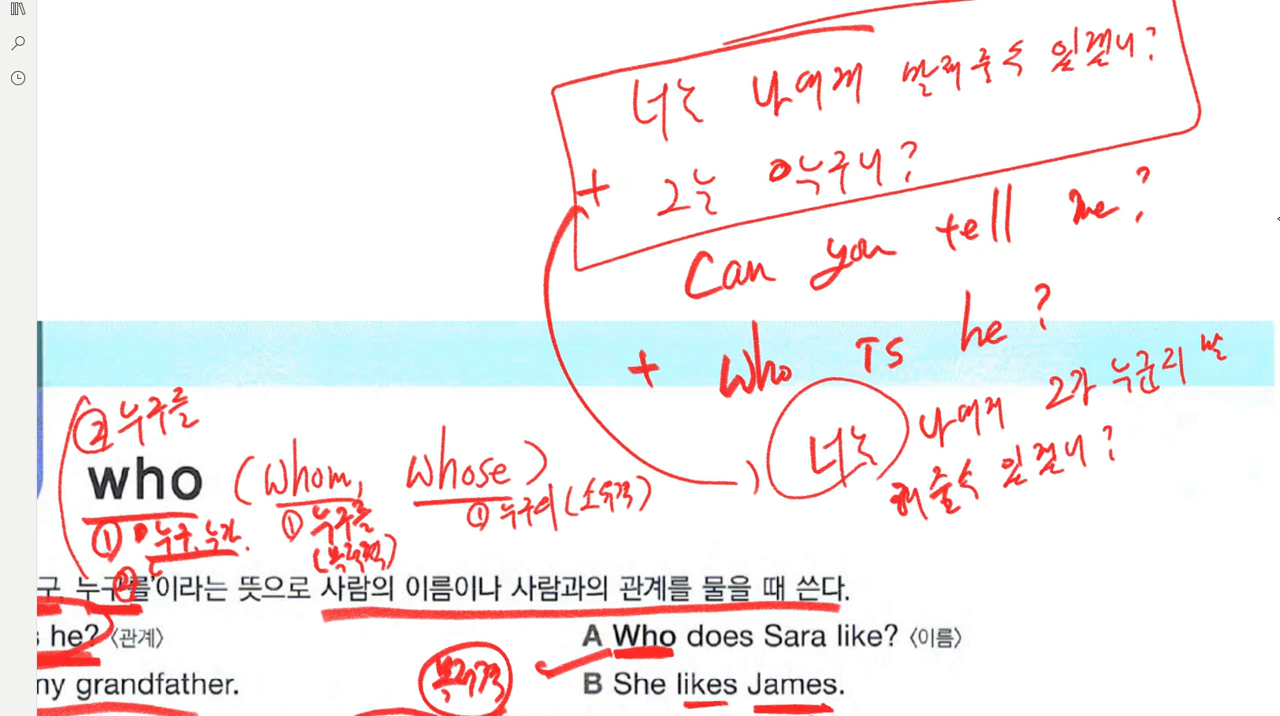 너는 나에게 말해줄수 있겠니?
+ 그는 누구니?
Can you tell me?
+ Who is he?
너는 나에게 그가 누군지 말
해줄수 있겠니?
② 누구를
who (whom, whose)
① 누구, 누가. ① 누구를 ① 누구의 (소유격)
(목적격)
②
구, 누구를'이라는 뜻으로 사람의 이름이나 사람과의 관계를 물을 때 쓴다.
s he? <관계>
A Who does Sara like? <이름>
my grandfather.
목적격
B She likes James.